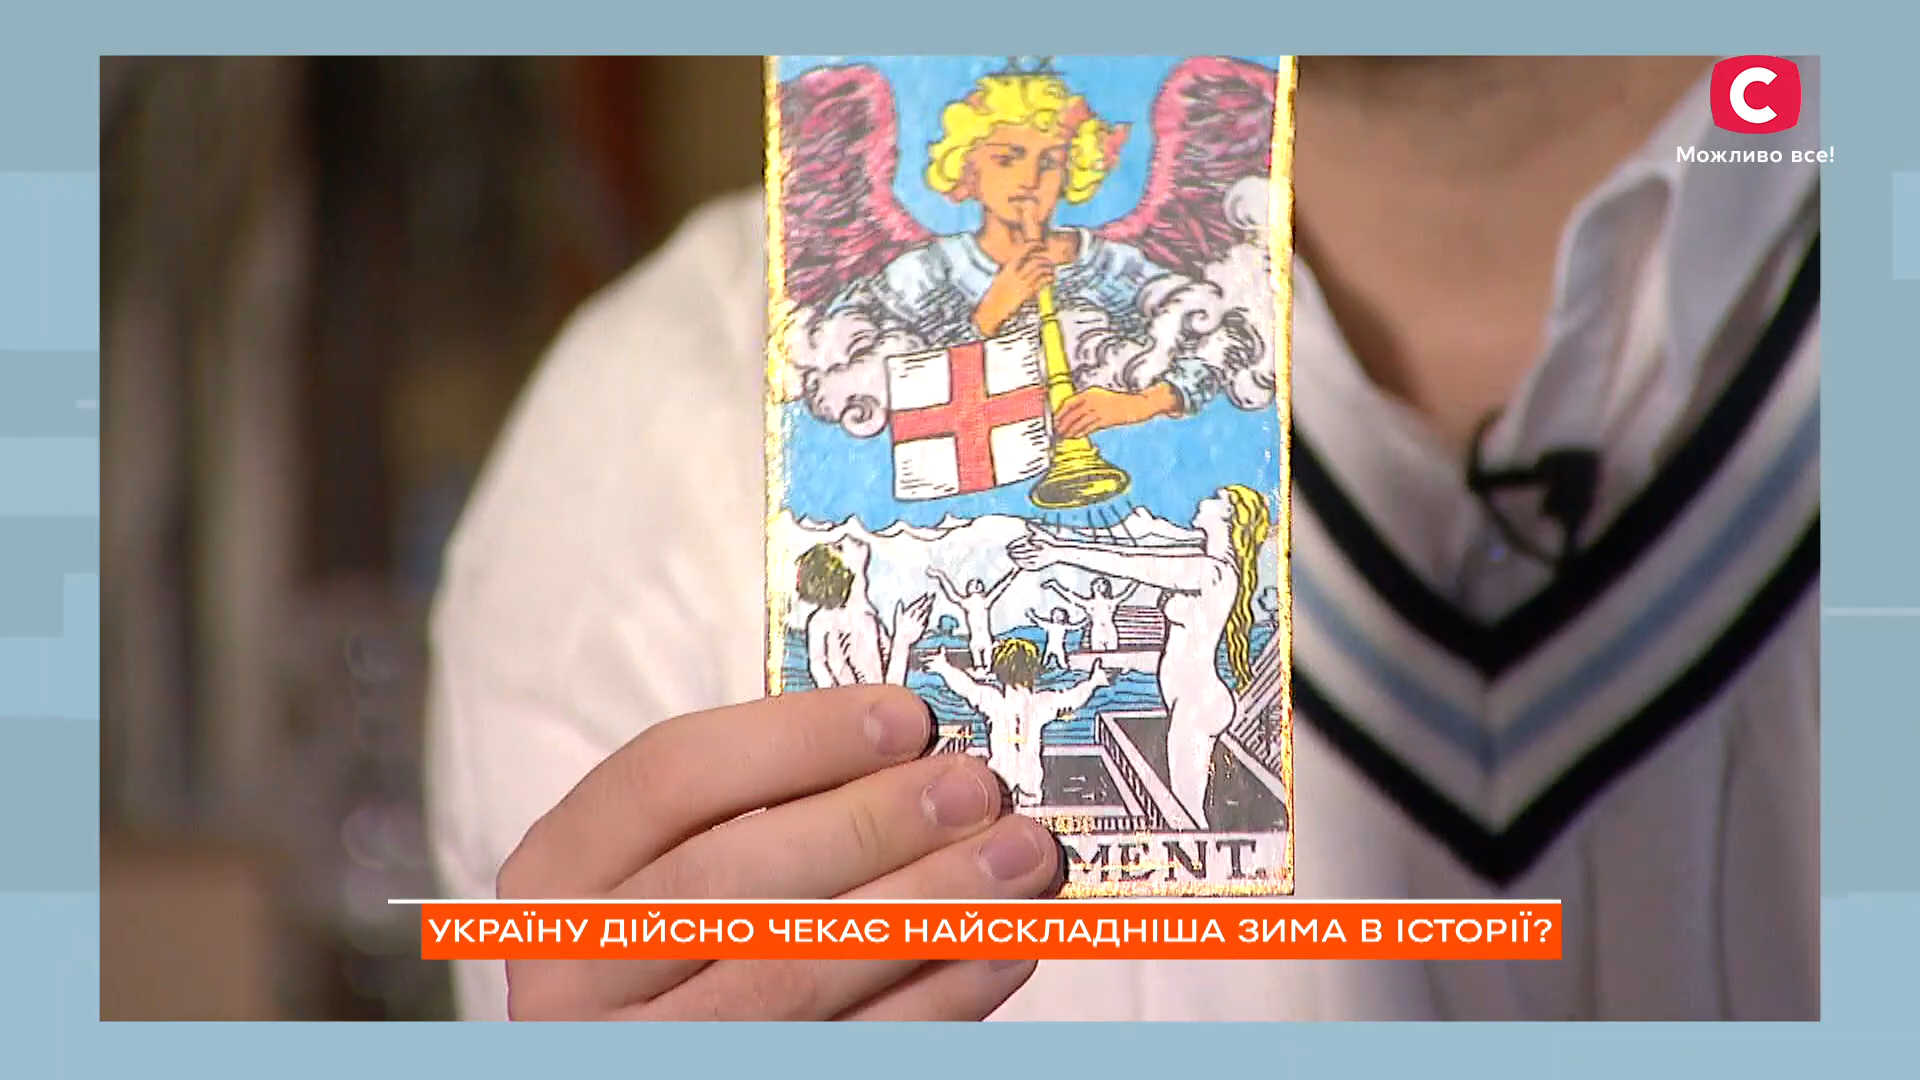 С
Можливо все!
MENT.
УКРАЇНУ ДІЙСНО ЧЕКАЄ НАЙСКЛАДНІША ЗИМА В ІСТОРІЇ?